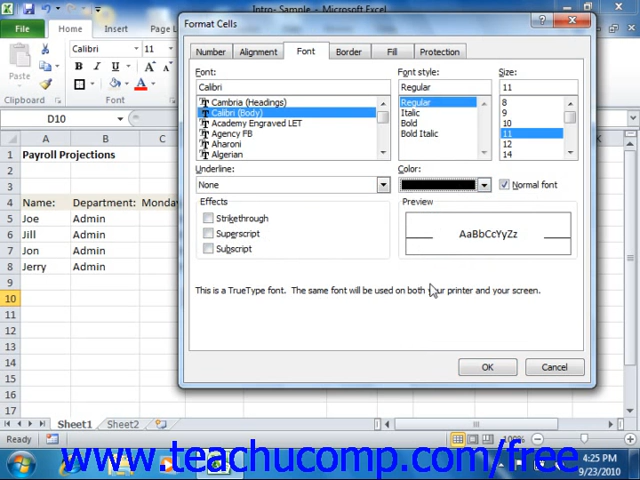 Intro- Sample - Microsoft Excel
File Home Insert
Paste
Calibri 11
B I U
Clipboard Font
D10
A B C K
1 Payroll Projections
2
3
4 Name: Department: Monday
5 Joe Admin
6 Jill Admin
7 Jon Admin
8 Jerry Admin
9
10
11
12
13
14
15
16
17
Sheet1 Sheet2
Ready 100%
Format Cells
Number Alignment Font Border Fill Protection
Font: Font style: Size:
Calibri Regular 11
Cambria (Headings) Regular 8
Calibri (Body) Italic 9
Academy Engraved LET Bold 10
Agency FB Bold Italic 11
Aharoni 12
Algerian 14
Underline: Color:
None Normal font
Effects Preview
Strikethrough
Superscript AaBbCcYyZz
Subscript
This is a TrueType font. The same font will be used on both your printer and your screen.
OK Cancel
www.teachucomp.com/free
4:25 PM
9/23/2010